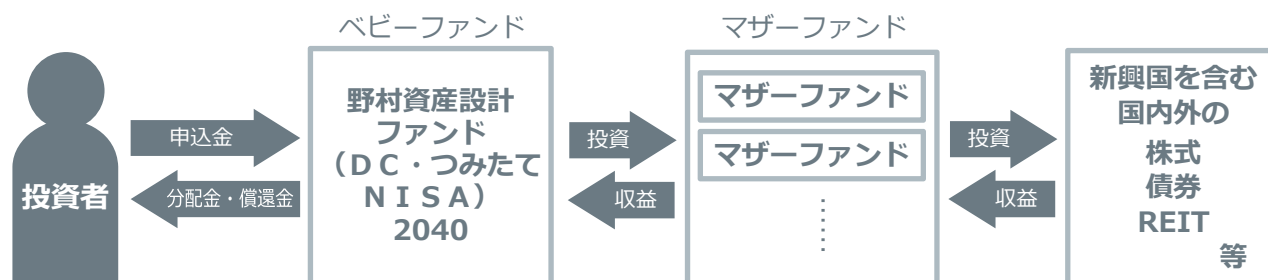 ベビーファンド
マザーファンド
投資者
申込金
分配金・償還金
野村資産設計
ファンド
（ＤＣ・つみたて
ＮＩＳＡ）
2040
投資
収益
マザーファンド
マザーファンド
投資
収益
新興国を含む
国内外の
株式
債券
REIT
等